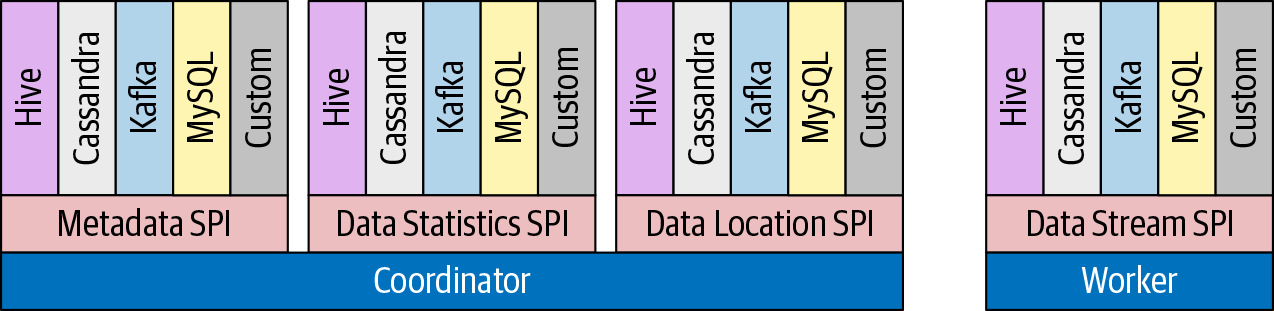 Hive
Cassandra
Kafka
MySQL
Custom
Hive
Cassandra
Kafka
MySQL
Custom
Hive
Cassandra
Kafka
MySQL
Custom
Hive
Cassandra
Kafka
MySQL
Custom
Metadata SPI
Data Statistics SPI
Data Location SPI
Data Stream SPI
Coordinator
Worker